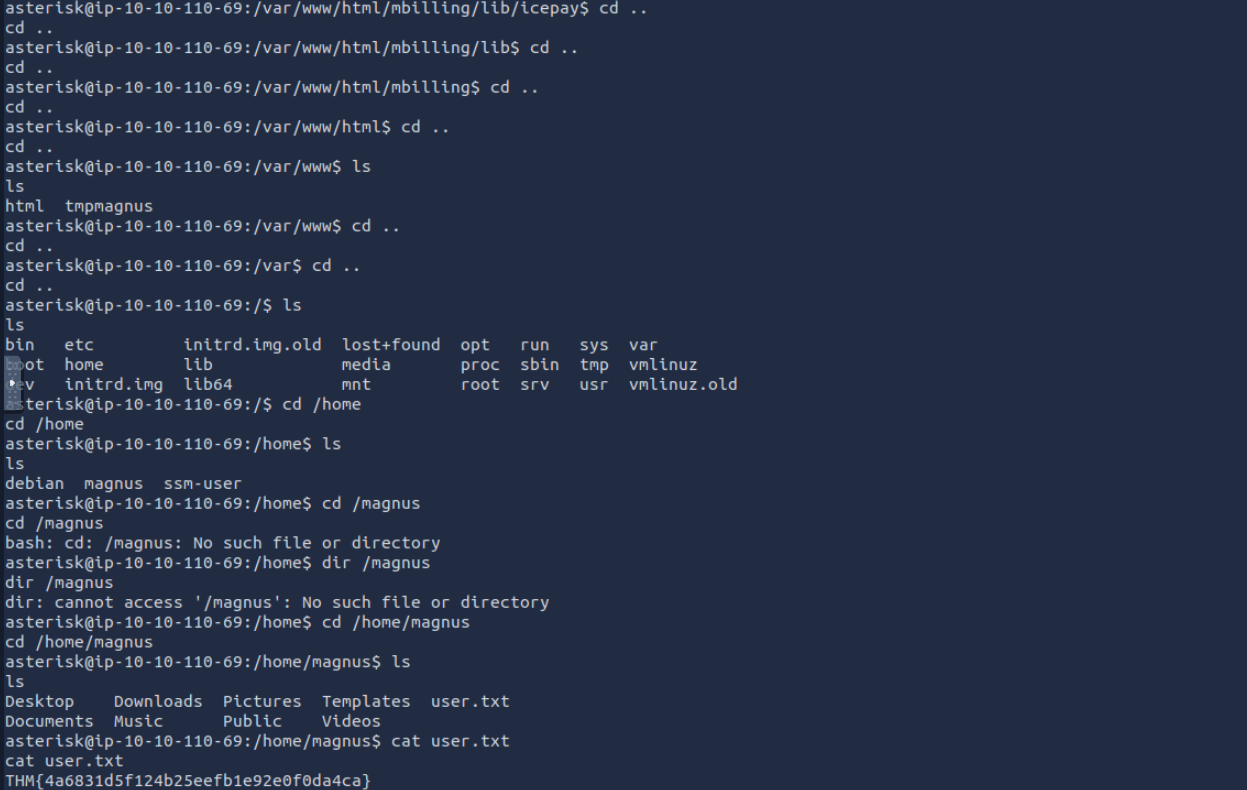 asterisk@ip-10-10-110-69:/var/www/html/mbilling/lib/icepay$ cd ..
cd ..
asterisk@ip-10-10-110-69:/var/www/html/mbilling/lib$ cd ..
cd ..
asterisk@ip-10-10-110-69:/var/www/html/mbilling$ cd ..
cd ..
asterisk@ip-10-10-110-69:/var/www/html$ cd ..
cd ..
asterisk@ip-10-10-110-69:/var/www$ ls
ls
html  tmpmagnus
asterisk@ip-10-10-110-69:/var/www$ cd ..
cd ..
asterisk@ip-10-10-110-69:/var$ cd ..
cd ..
asterisk@ip-10-10-110-69:/$ ls
ls
bin   etc         initrd.img.old  lost+found  opt   run   sys  var
boot  home        lib             media       proc  sbin  tmp  vmlinuz
dev   initrd.img  lib64           mnt         root  srv   usr  vmlinuz.old
asterisk@ip-10-10-110-69:/$ cd /home
cd /home
asterisk@ip-10-10-110-69:/home$ ls
ls
debian  magnus  ssm-user
asterisk@ip-10-10-110-69:/home$ cd /magnus
cd /magnus
bash: cd: /magnus: No such file or directory
asterisk@ip-10-10-110-69:/home$ dir /magnus
dir /magnus
dir: cannot access '/magnus': No such file or directory
asterisk@ip-10-10-110-69:/home$ cd /home/magnus
cd /home/magnus
asterisk@ip-10-10-110-69:/home/magnus$ ls
ls
Desktop    Downloads  Pictures  Templates  user.txt
Documents  Music      Public    Videos
asterisk@ip-10-10-110-69:/home/magnus$ cat user.txt
cat user.txt
THM{4a6831d5f124b25eefb1e92e0f0da4ca}